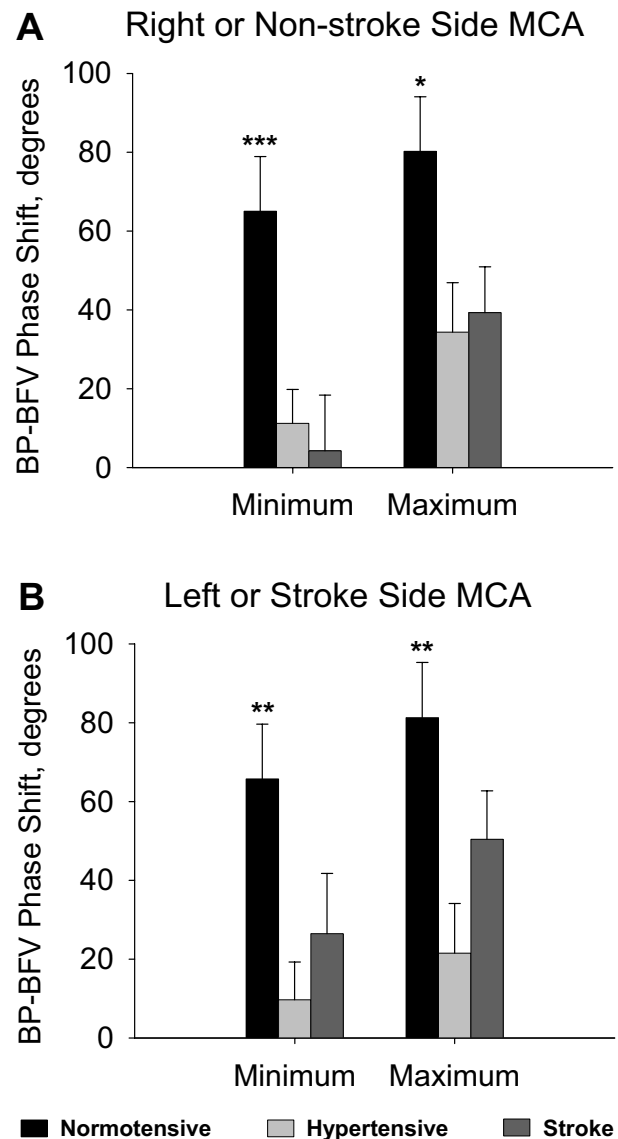 A Right or Non-stroke Side MCA
BP-BFV Phase Shift, degrees
100
80
60
40
20
0
***
*
Minimum Maximum
B Left or Stroke Side MCA
BP-BFV Phase Shift, degrees
100
80
60
40
20
0
**
**
Minimum Maximum
Normotensive Hypertensive Stroke